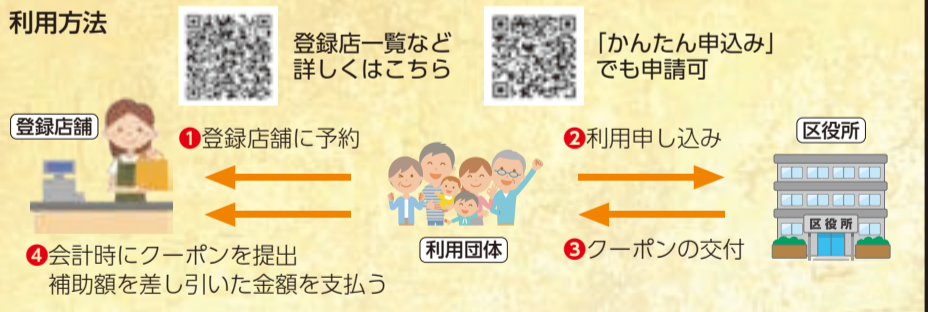 利用方法
登録店一覧など
詳しくはこちら
「かんたん申込み」
でも申請可
登録店舗
❶登録店舗に予約
❷利用申し込み
区役所
区役所
利用団体
❸クーポンの交付
❹会計時にクーポンを提出
補助額を差し引いた金額を支払う